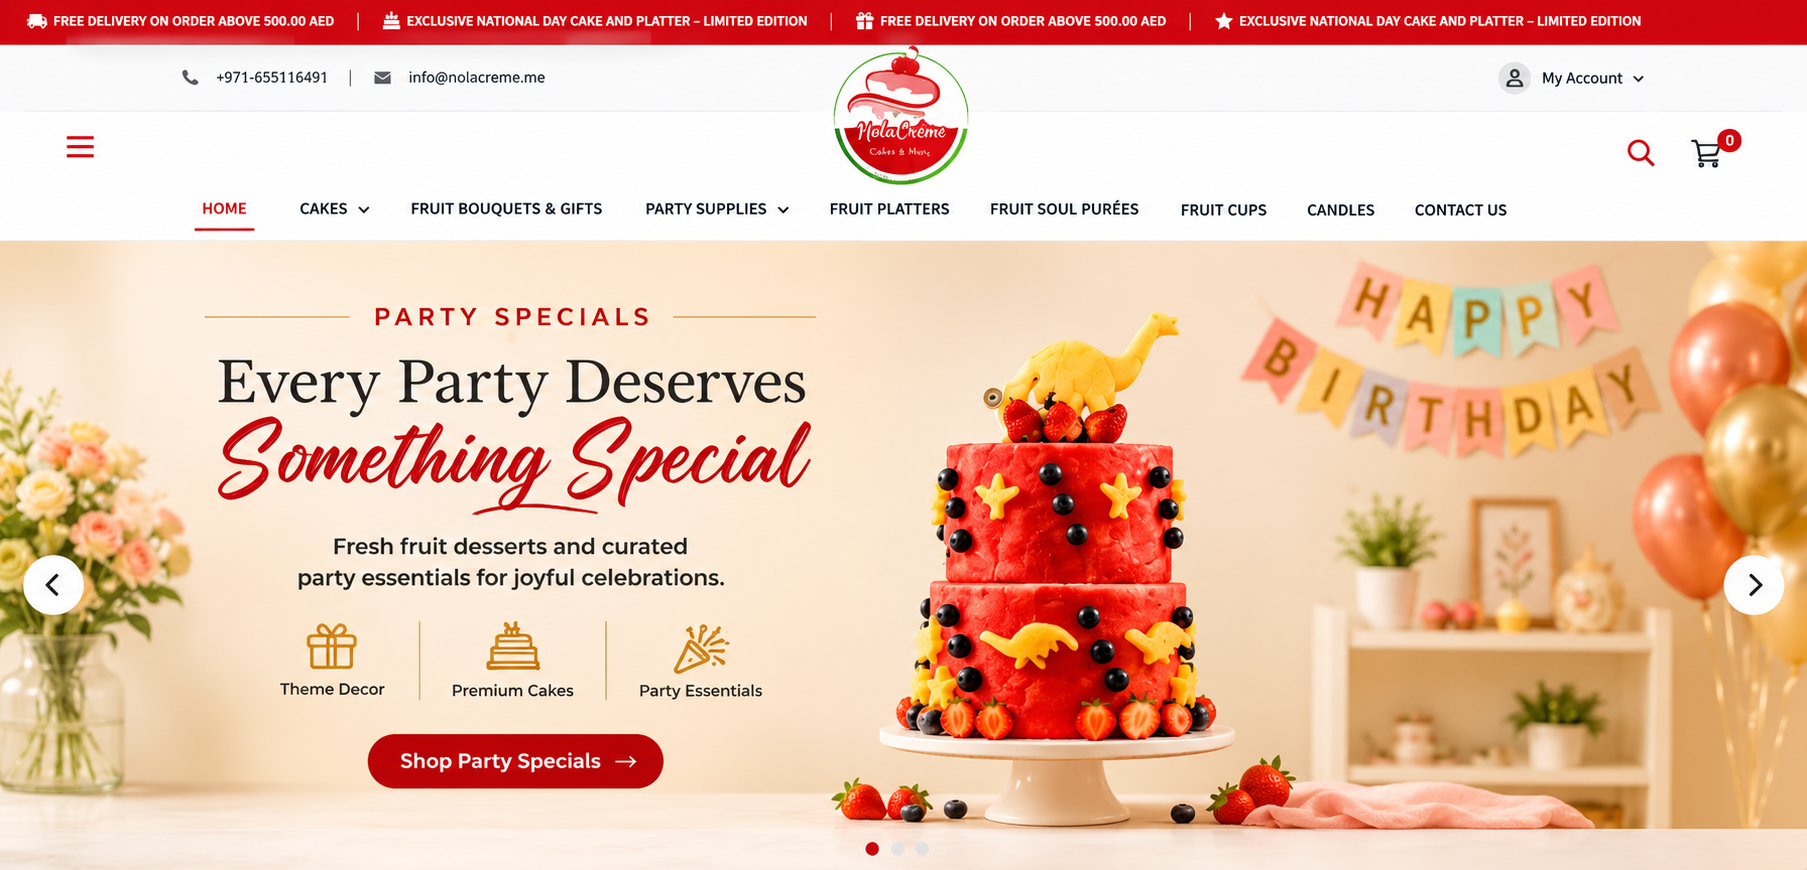 FREE DELIVERY ON ORDER ABOVE 500.00 AED
EXCLUSIVE NATIONAL DAY CAKE AND PLATTER – LIMITED EDITION
FREE DELIVERY ON ORDER ABOVE 500.00 AED
EXCLUSIVE NATIONAL DAY CAKE AND PLATTER – LIMITED EDITION
+971-655116491
info@nolacreme.me
NolaCrème
Cakes &
My Account
0
HOME
CAKES
FRUIT BOUQUETS & GIFTS
PARTY SUPPLIES
FRUIT PLATTERS
FRUIT SOUL PURÉES
FRUIT CUPS
CANDLES
CONTACT US
PARTY SPECIALS
Every Party Deserves
Something Special
Fresh fruit desserts and curated
party essentials for joyful celebrations.
Theme Decor
Premium Cakes
Party Essentials
Shop Party Specials
HAPPY
BIRTHDAY